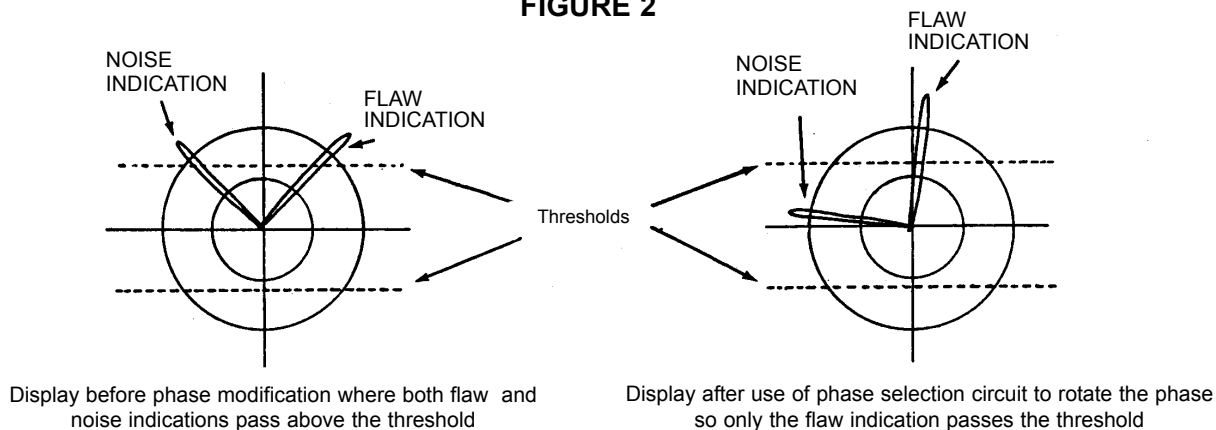 FIGURE 2
NOISE
INDICATION
FLAW
INDICATION
Thresholds
NOISE
INDICATION
FLAW
INDICATION
Display before phase modification where both flaw and
noise indications pass above the threshold
Display after use of phase selection circuit to rotate the phase
so only the flaw indication passes the threshold